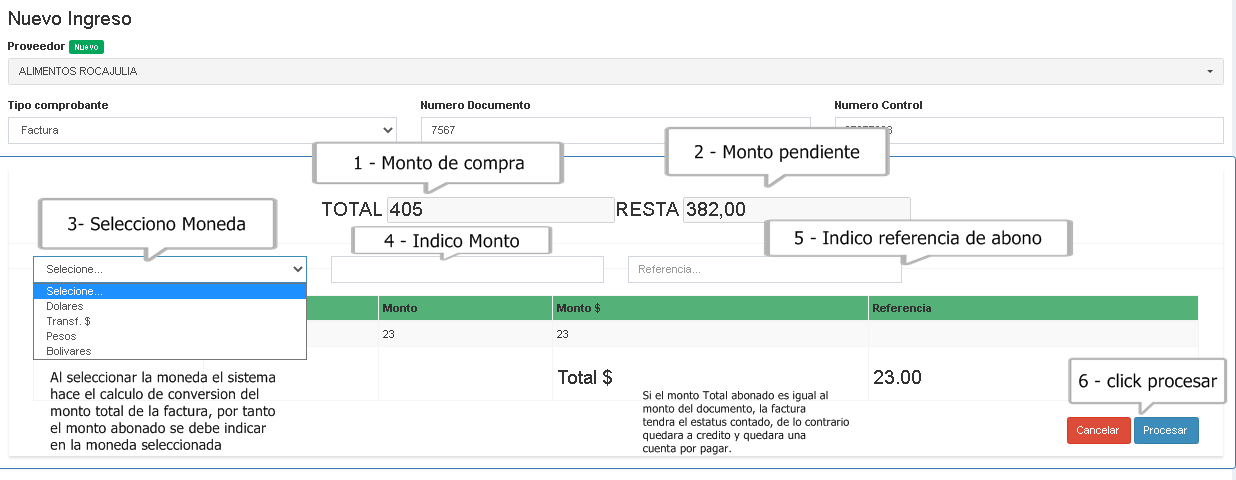 Nuevo Ingreso
Proveedor Nuevo
ALIMENTOS ROCAJULIA
Tipo comprobante Numero Documento Numero Control
Factura 7567
1 - Monto de compra 2 - Monto pendiente
TOTAL 405 RESTA 382,00
3- Selecciono Moneda 4 - Indico Monto 5 - Indico referencia de abono
Selecione... Referencia...
Selecione...
Dolares
Transf. $
Pesos
Bolivares
Monto Monto $ Referencia
23 23
Total $ 23.00
6 - click procesar
Al seleccionar la moneda el sistema
hace el calculo de conversion del
monto total de la factura, por tanto
el monto abonado se debe indicar
en la moneda seleccionada
Si el monto Total abonado es igual al
monto del documento, la factura
tendra el estatus contado, de lo contrario
quedara a credito y quedara una
cuenta por pagar.
Cancelar Procesar